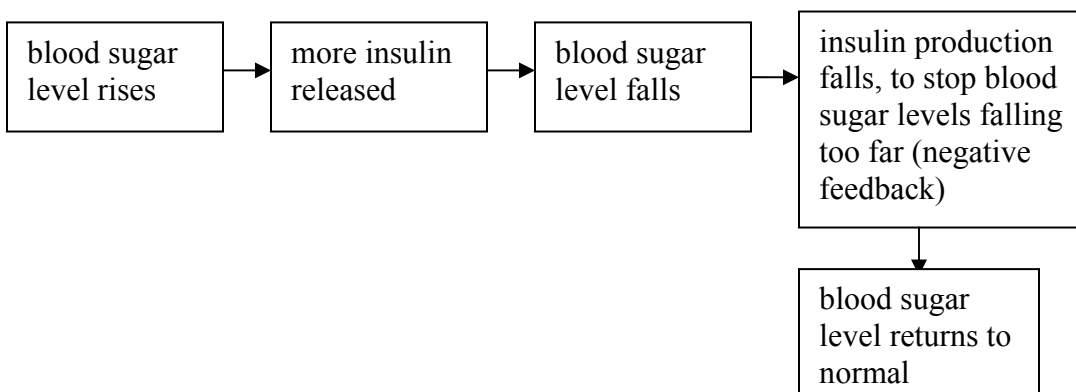 blood sugar
level rises
more insulin
released
blood sugar
level falls
insulin production
falls, to stop blood
sugar levels falling
too far (negative
feedback)
blood sugar
level returns to
normal